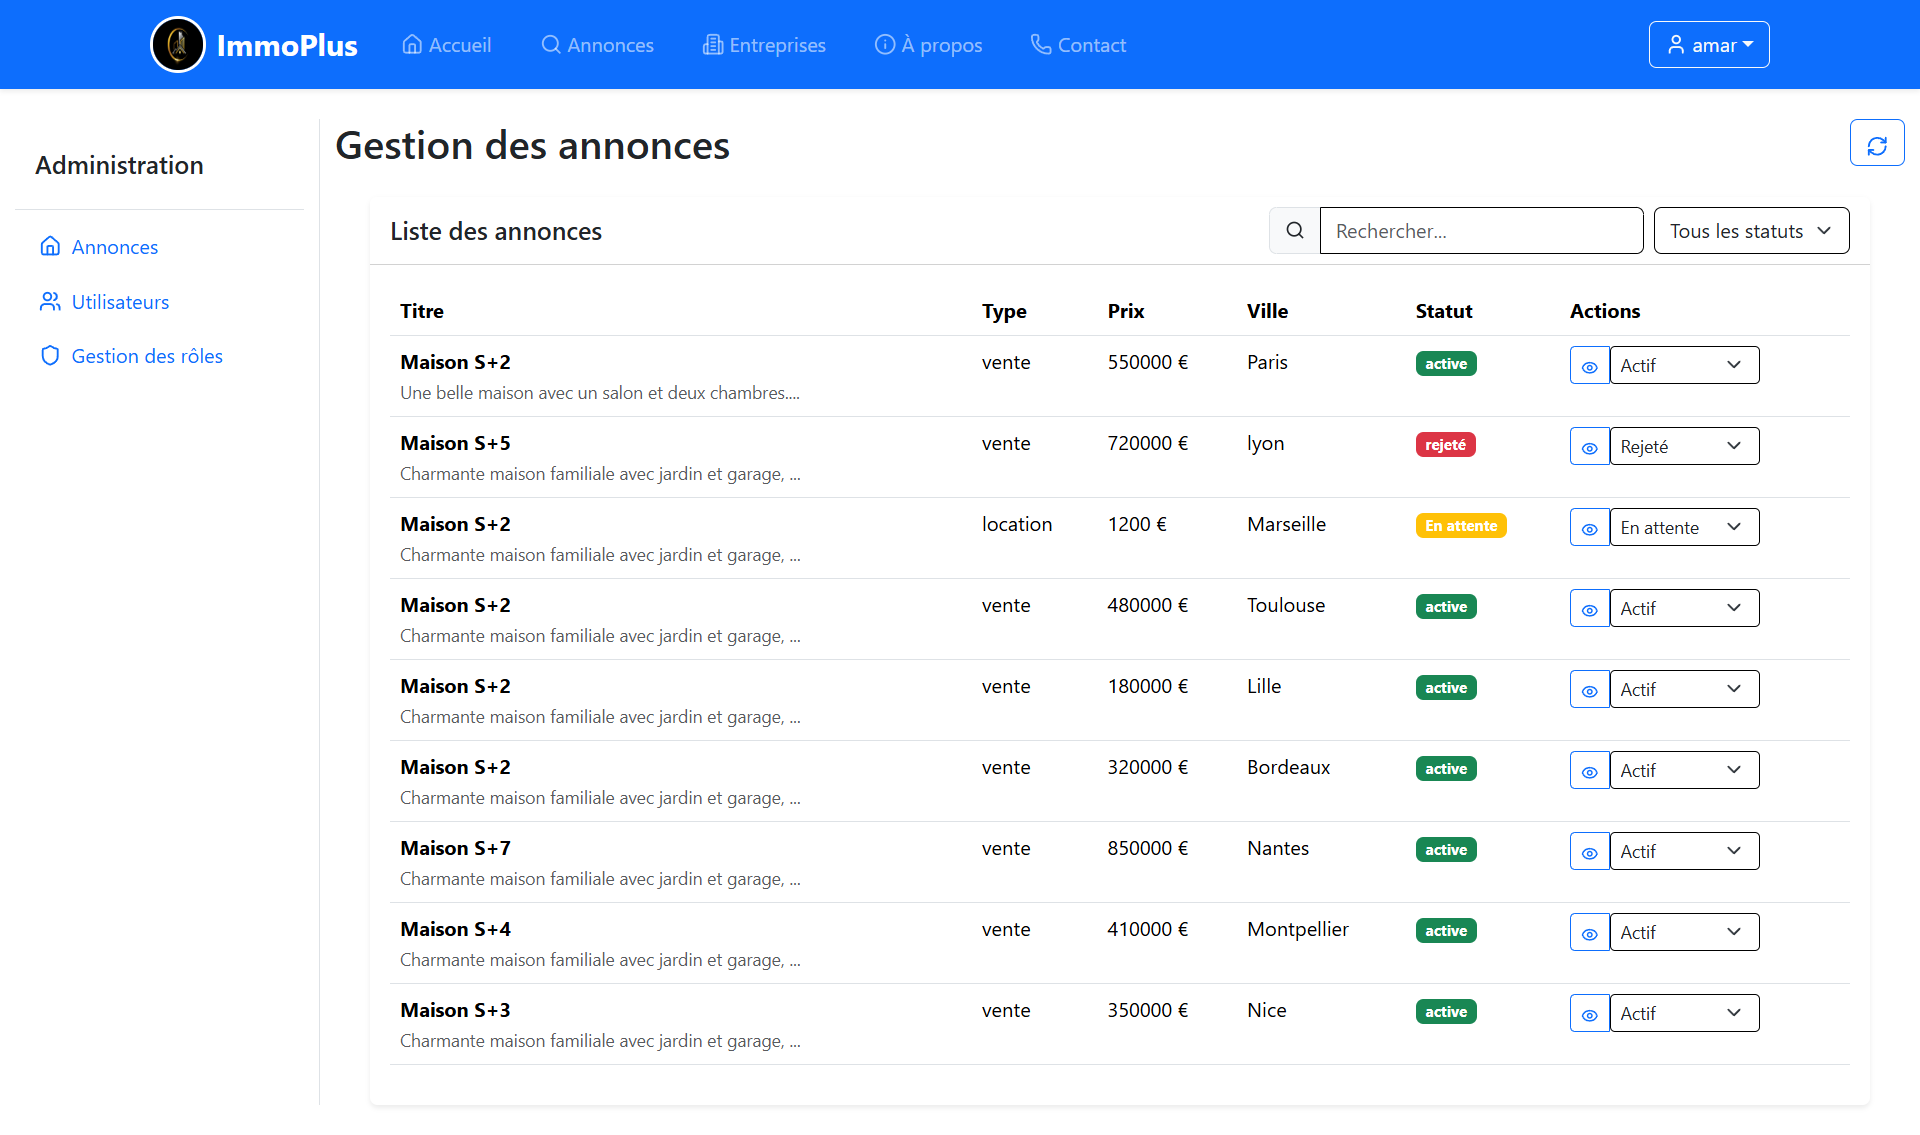 ImmoPlus Accueil Annonces Entreprises À propos Contact amar
Administration
Annonces
Utilisateurs
Gestion des rôles
Gestion des annonces
Liste des annonces Rechercher... Tous les statuts
Titre Type Prix Ville Statut Actions
Maison S+2 vente 550000 € Paris active Actif
Une belle maison avec un salon et deux chambres....
Maison S+5 vente 720000 € lyon rejeté Rejeté
Charmante maison familiale avec jardin et garage, ...
Maison S+2 location 1200 € Marseille En attente En attente
Charmante maison familiale avec jardin et garage, ...
Maison S+2 vente 480000 € Toulouse active Actif
Charmante maison familiale avec jardin et garage, ...
Maison S+2 vente 180000 € Lille active Actif
Charmante maison familiale avec jardin et garage, ...
Maison S+2 vente 320000 € Bordeaux active Actif
Charmante maison familiale avec jardin et garage, ...
Maison S+7 vente 850000 € Nantes active Actif
Charmante maison familiale avec jardin et garage, ...
Maison S+4 vente 410000 € Montpellier active Actif
Charmante maison familiale avec jardin et garage, ...
Maison S+3 vente 350000 € Nice active Actif
Charmante maison familiale avec jardin et garage, ...